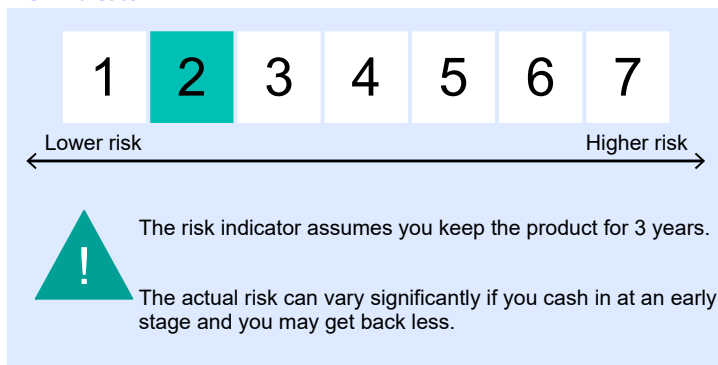 1 2 3 4 5 6 7
Lower risk Higher risk
!
The risk indicator assumes you keep the product for 3 years.
The actual risk can vary significantly if you cash in at an early
stage and you may get back less.